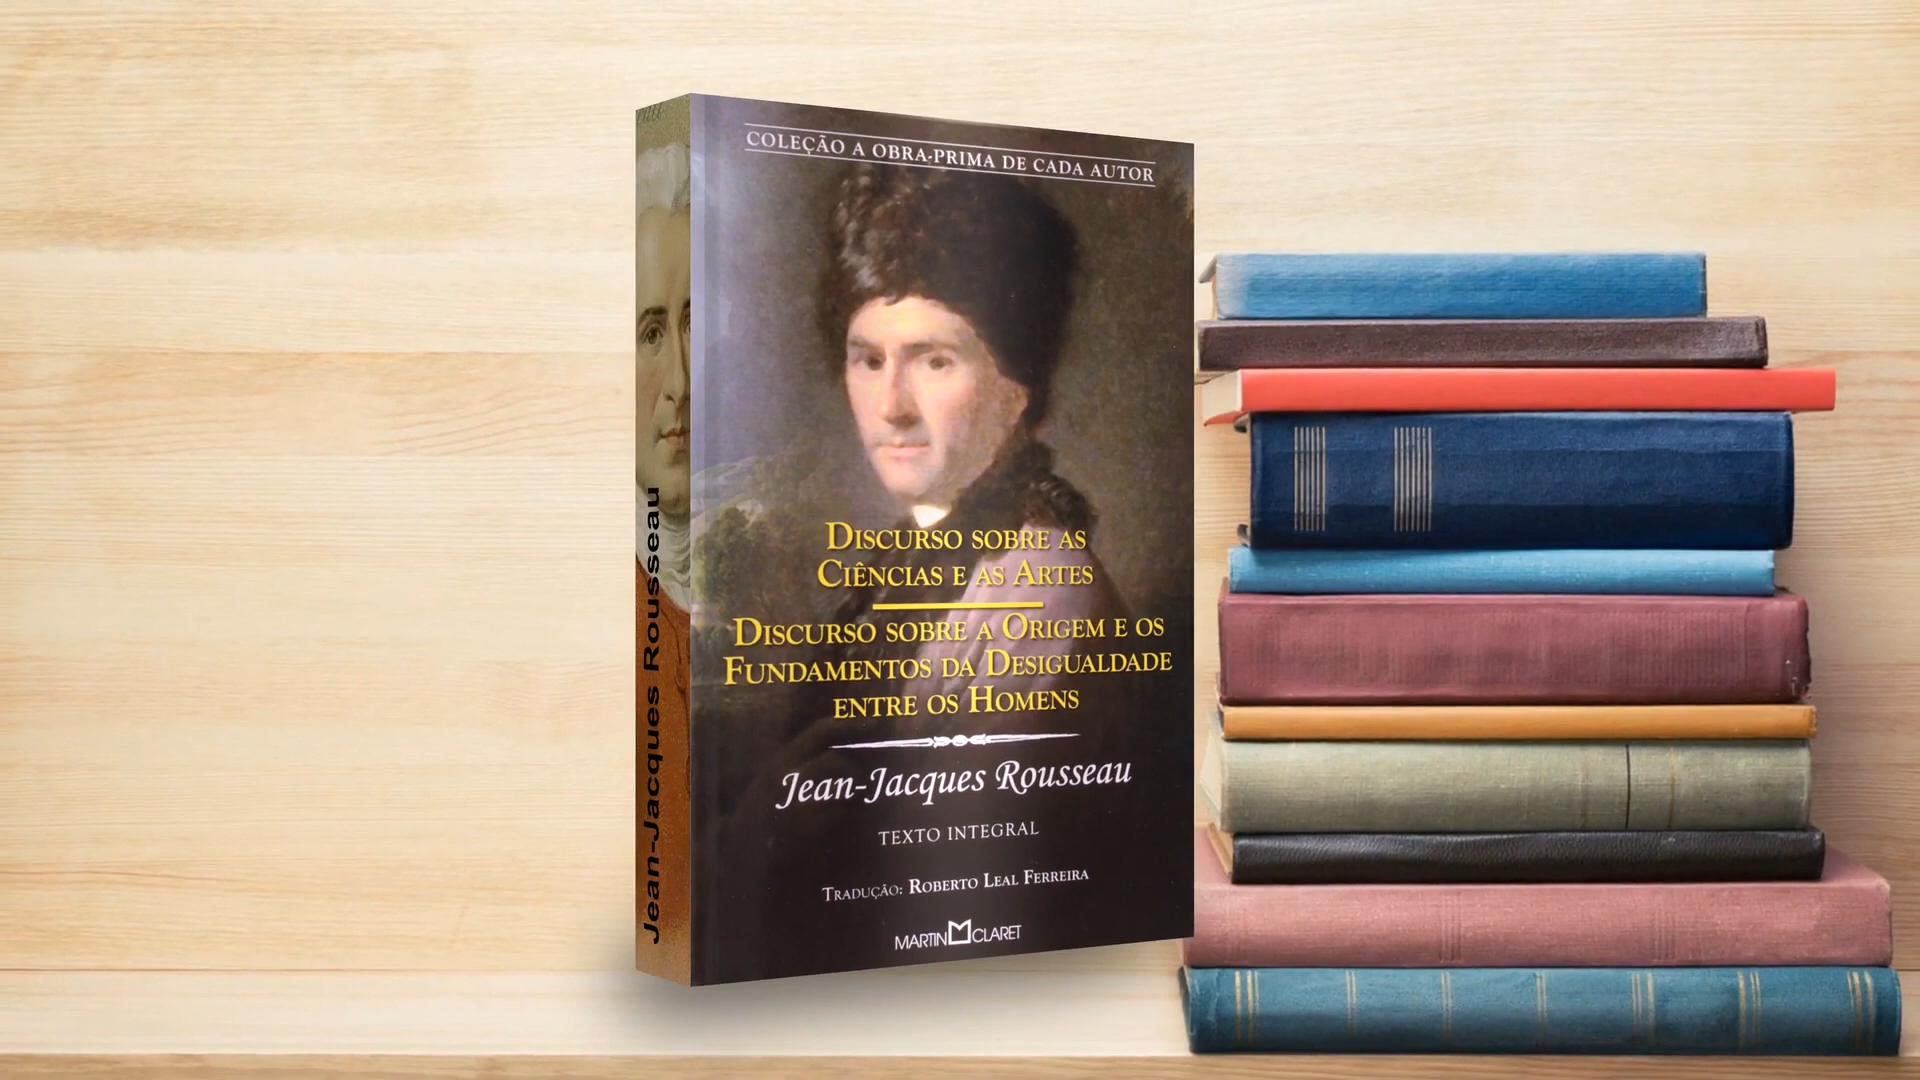 COLEÇÃO A OBRA-PRIMA DE CADA AUTOR
DISCURSO SOBRE AS
CIÊNCIAS E AS ARTES
DISCURSO SOBRE A ORIGEM E OS
FUNDAMENTOS DA DESIGUALDADE
ENTRE OS HOMENS
Jean-Jacques Rousseau
TEXTO INTEGRAL
TRADUÇÃO: ROBERTO LEAL FERREIRA
MARTIN CLARET
Jean-Jacques Rousseau